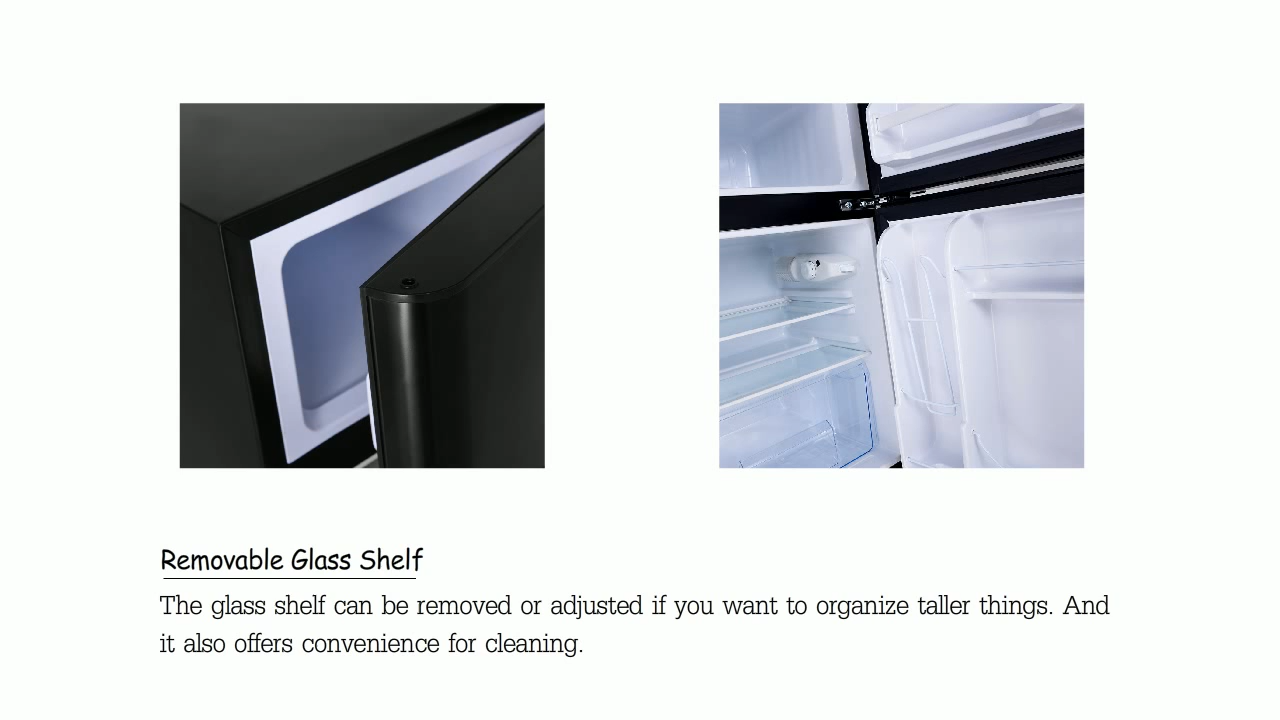 Removable Glass Shelf
The glass shelf can be removed or adjusted if you want to organize taller things. And
it also offers convenience for cleaning.